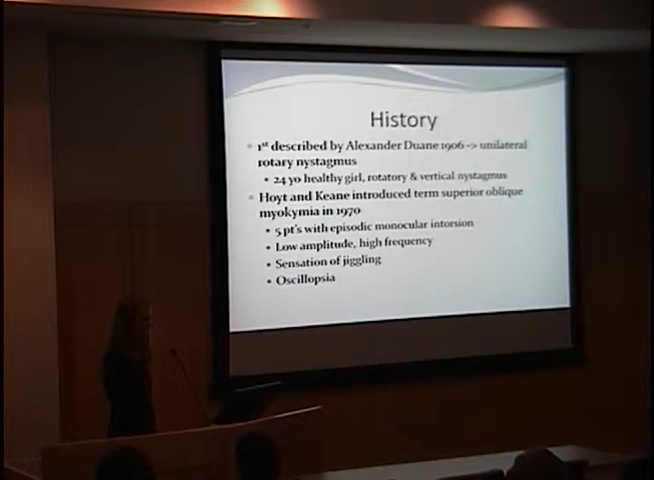 History
1st described by Alexander Duane 1906 -> unilateral
rotary nystagmus
• 24 yo healthy girl, rotatory & vertical nystagmus
Hoyt and Keane introduced term superior oblique
myokymia in 1970
• 5 pt's with episodic monocular intorsion
• Low amplitude, high frequency
• Sensation of jiggling
• Oscillopsia